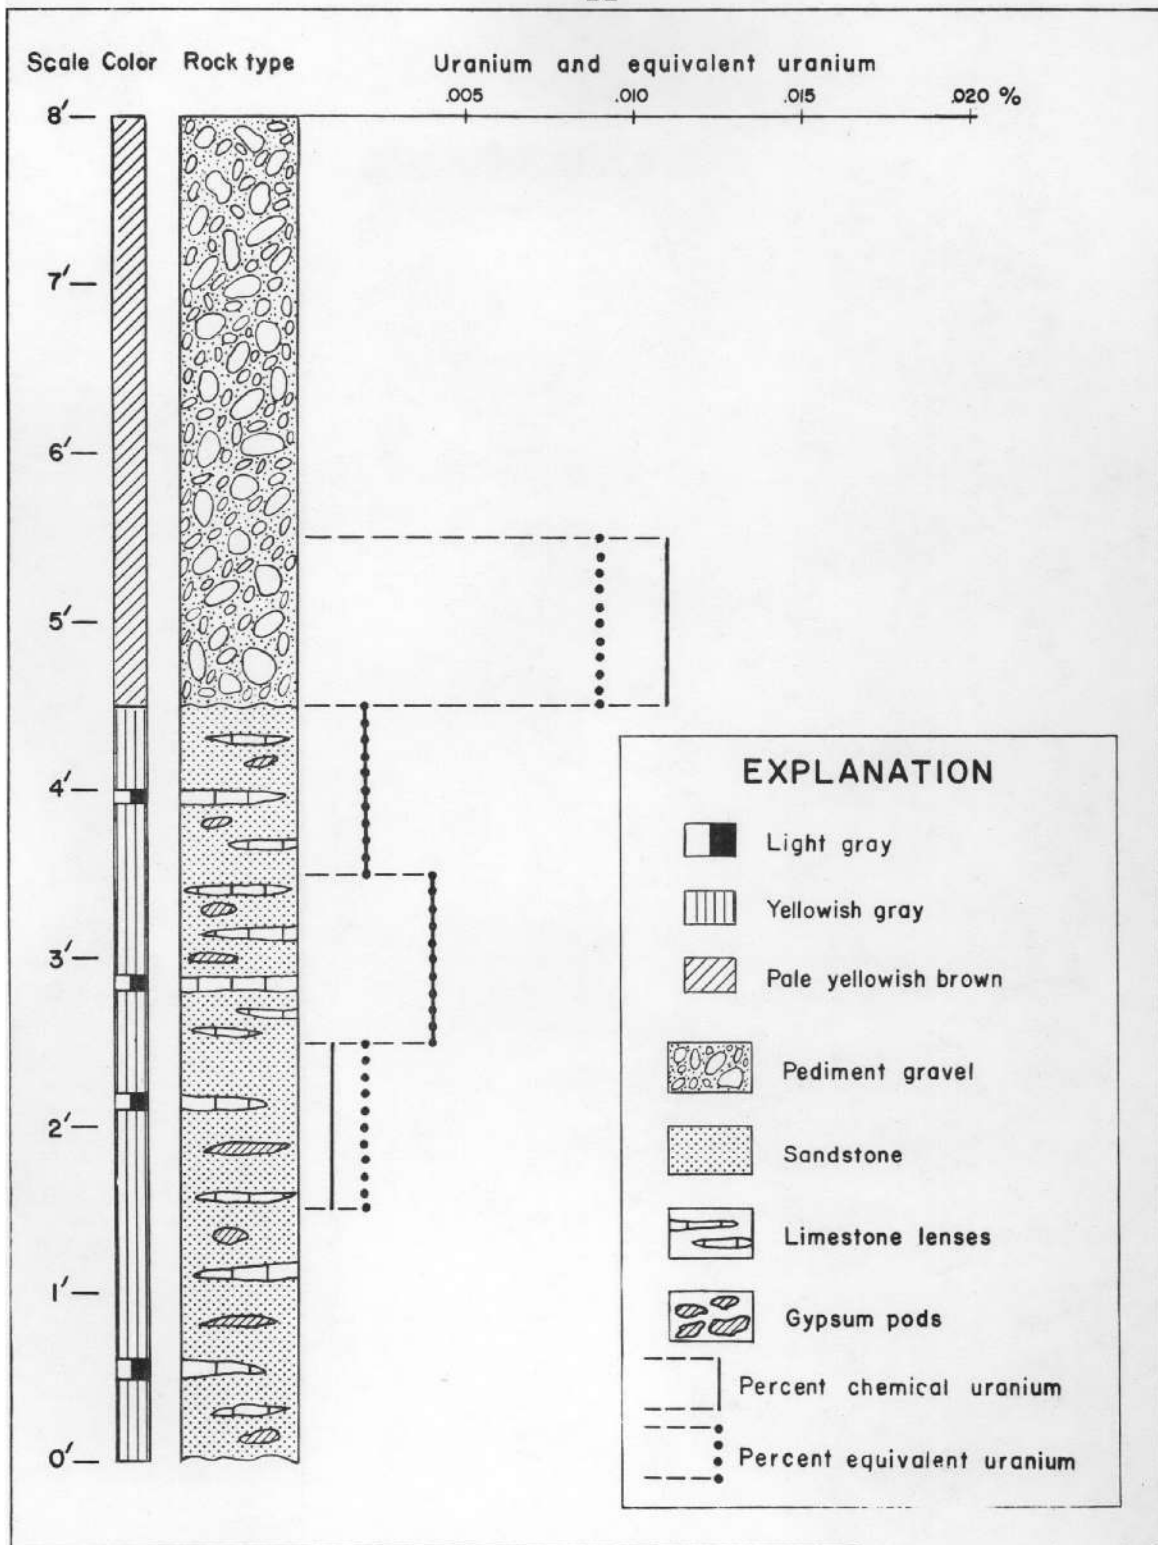 Scale Color Rock type Uranium and equivalent uranium
.005 .010 .015 .020 %
8'
7'
6'
5'
4'
3'
2'
1'
0'
EXPLANATION
Light gray
Yellowish gray
Pale yellowish brown
Pediment gravel
Sandstone
Limestone lenses
Gypsum pods
Percent chemical uranium
Percent equivalent uranium